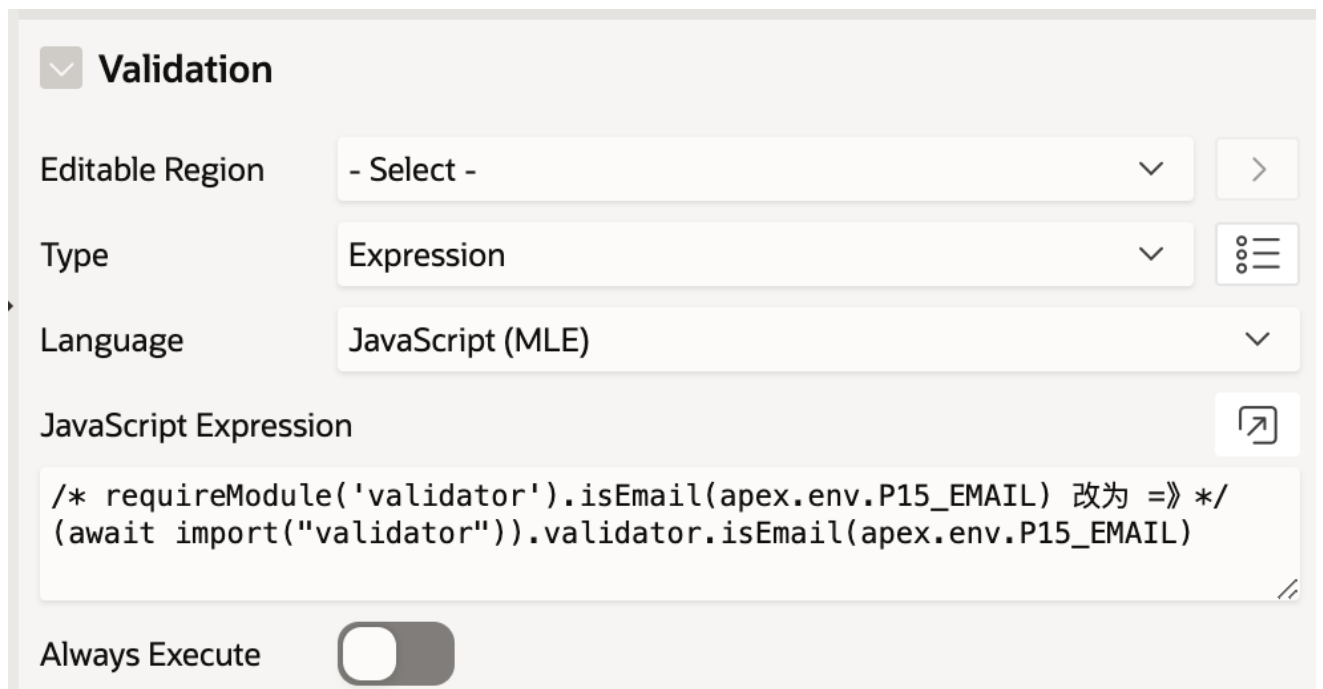 Validation
Editable Region - Select -
Type Expression
Language JavaScript (MLE)
JavaScript Expression
/* requireModule('validator').isEmail(apex.env.P15_EMAIL) 改为 =》*/
(await import("validator")).validator.isEmail(apex.env.P15_EMAIL)
Always Execute